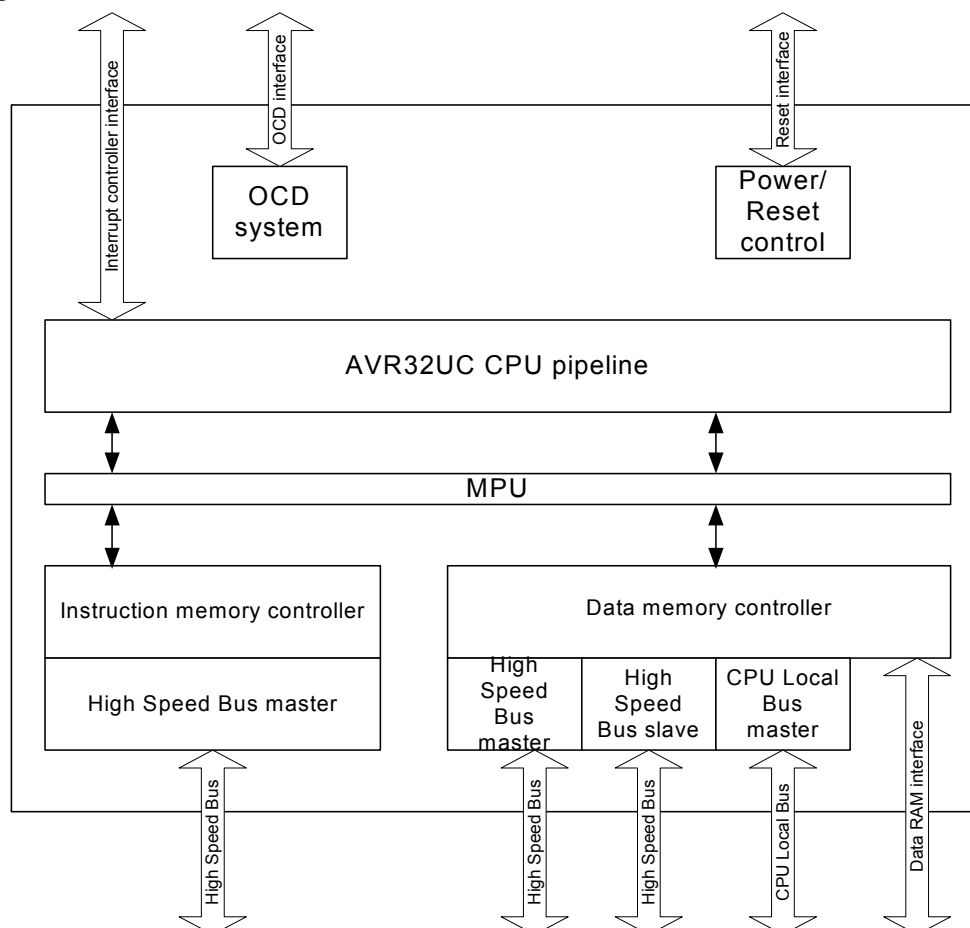 Interrupt controller interface
OCD interface
Reset interface
OCD
system
Power/
Reset
control
AVR32UC CPU pipeline
MPU
Instruction memory controller
Data memory controller
High Speed Bus master
High
Speed
Bus
master
High
Speed
Bus slave
CPU Local
Bus
master
High Speed Bus
High Speed Bus
High Speed Bus
CPU Local Bus
Data RAM interface